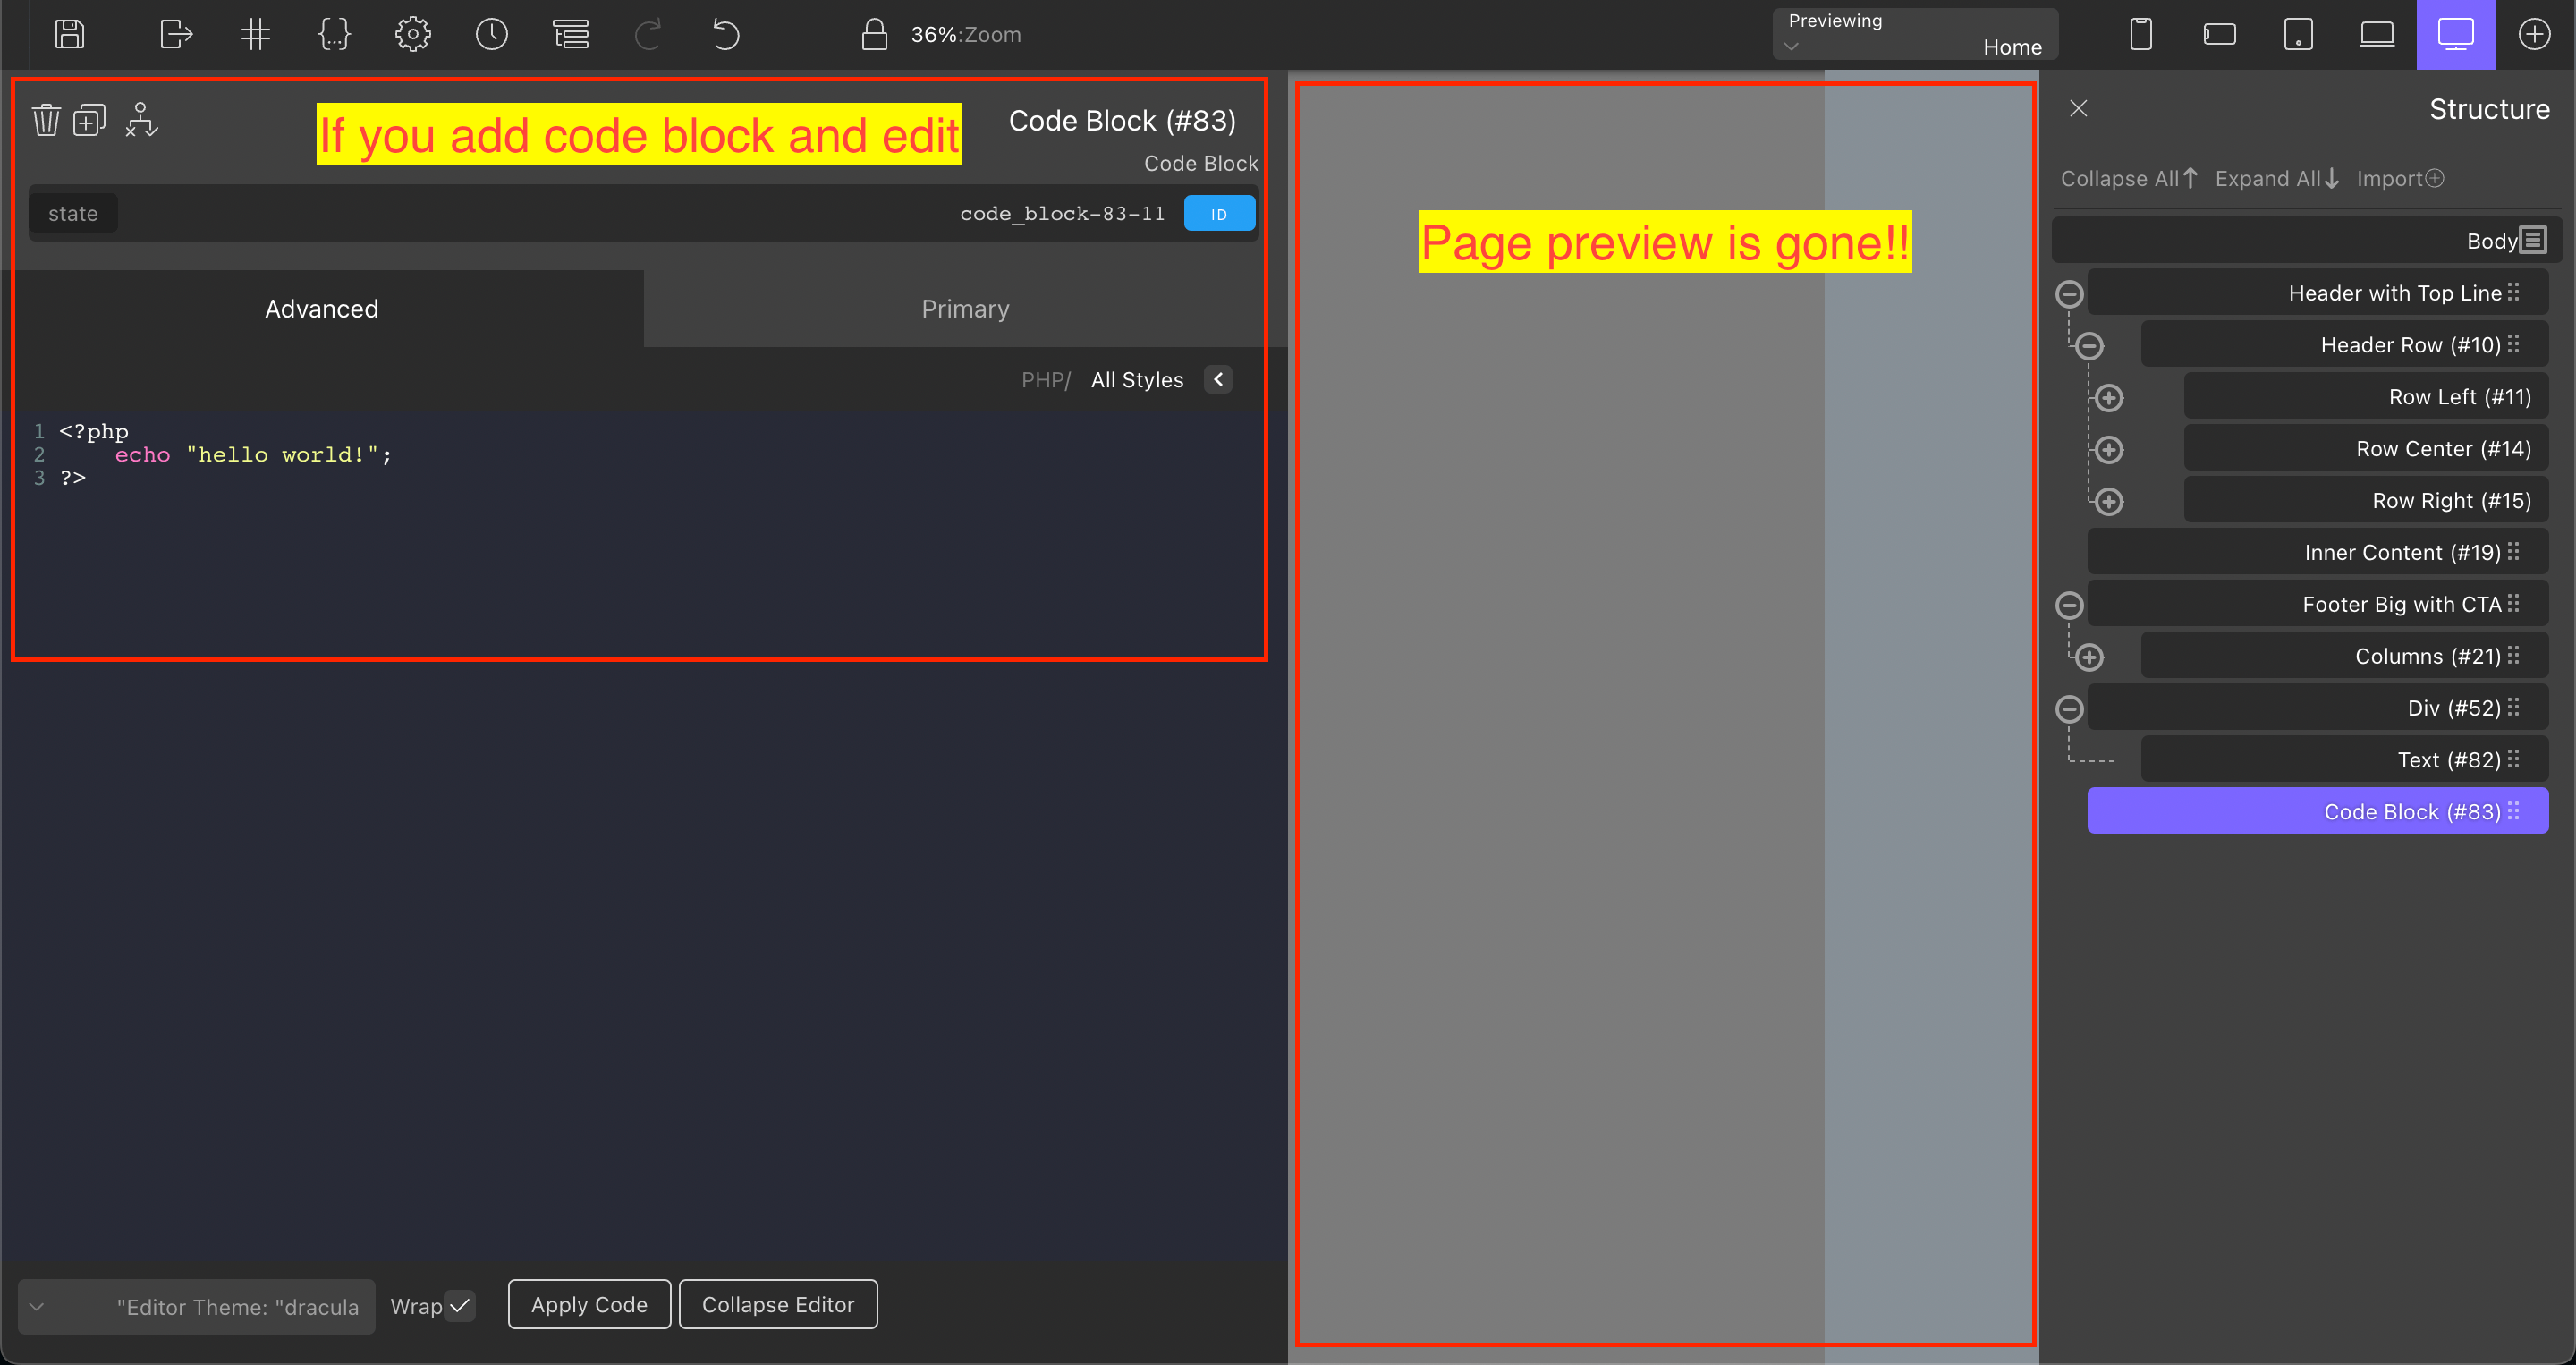 36%:Zoom
Previewing
Home
If you add code block and edit
Code Block (#83)
Code Block
state
code_block-83-11
ID
Advanced
Primary
PHP/ All Styles
1 <?php
2 echo "hello world!";
3 ?>
"Editor Theme: "dracula
Wrap
Apply Code
Collapse Editor
Page preview is gone!!
Structure
Collapse All Expand All Import
Body
Header with Top Line
Header Row (#10)
Row Left (#11)
Row Center (#14)
Row Right (#15)
Inner Content (#19)
Footer Big with CTA
Columns (#21)
Div (#52)
Text (#82)
Code Block (#83)